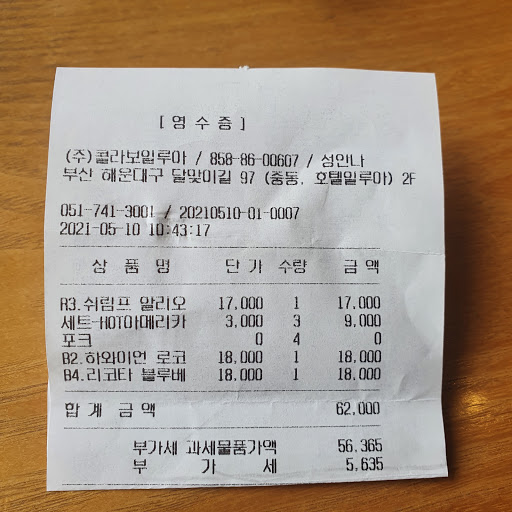 [ 영 수 증 ]
(주)콜라보일루아 / 858-86-00607 / 성안나
부산 해운대구 달맞이길 97 (중동, 호텔일루아) 2F
051-741-3001 / 20210510-01-0007
2021-05-10 10:43:17
상 품 명 단 가 수량 금 액
R3.쉬림프 알리오 17,000 1 17,000
세트-HOT아메리카 3,000 3 9,000
포크 0 4 0
B2.하와이언 로코 18,000 1 18,000
B4.리코타 블루베 18,000 1 18,000
합계 금액 62,000
부가세 과세물품가액 56,365
부 가 세 5,635